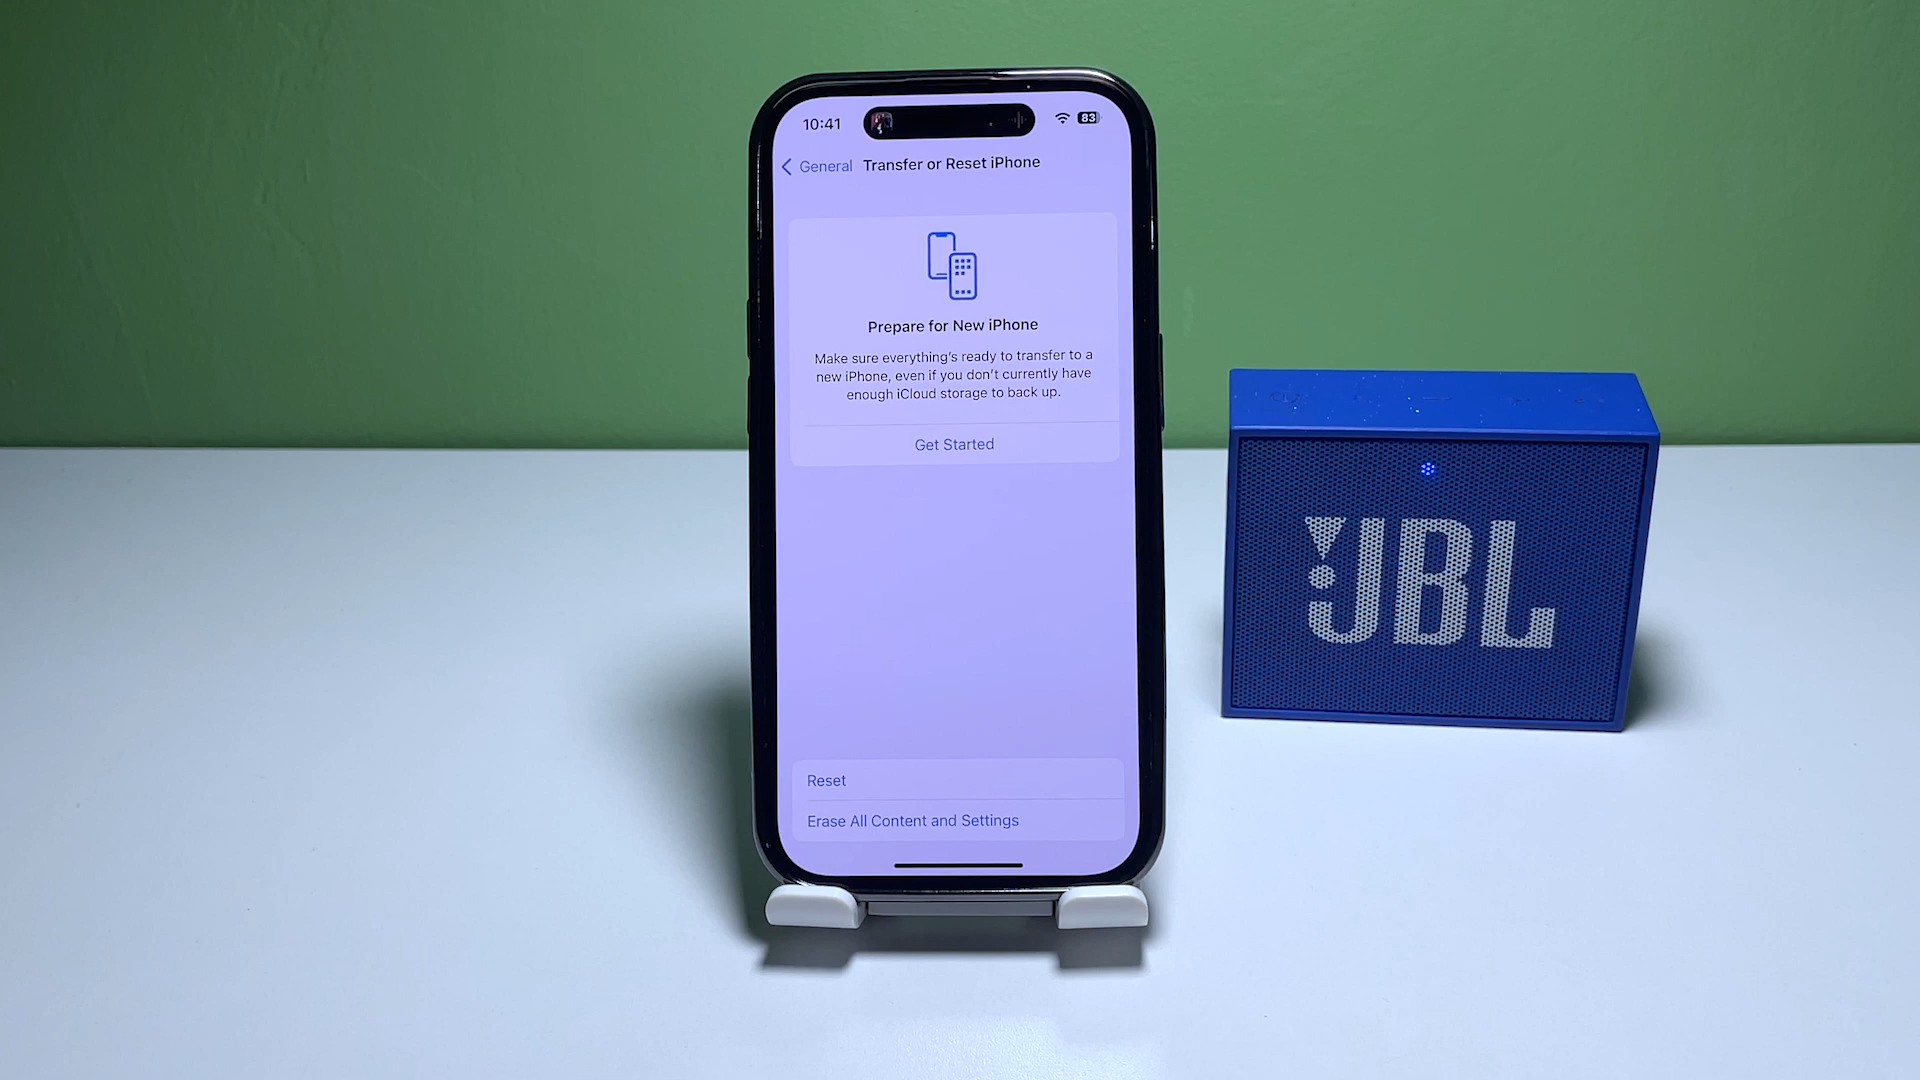 10:41
83
General Transfer or Reset iPhone
Prepare for New iPhone
Make sure everything's ready to transfer to a
new iPhone, even if you don't currently have
enough iCloud storage to back up.
Get Started
Reset
Erase All Content and Settings
JBL